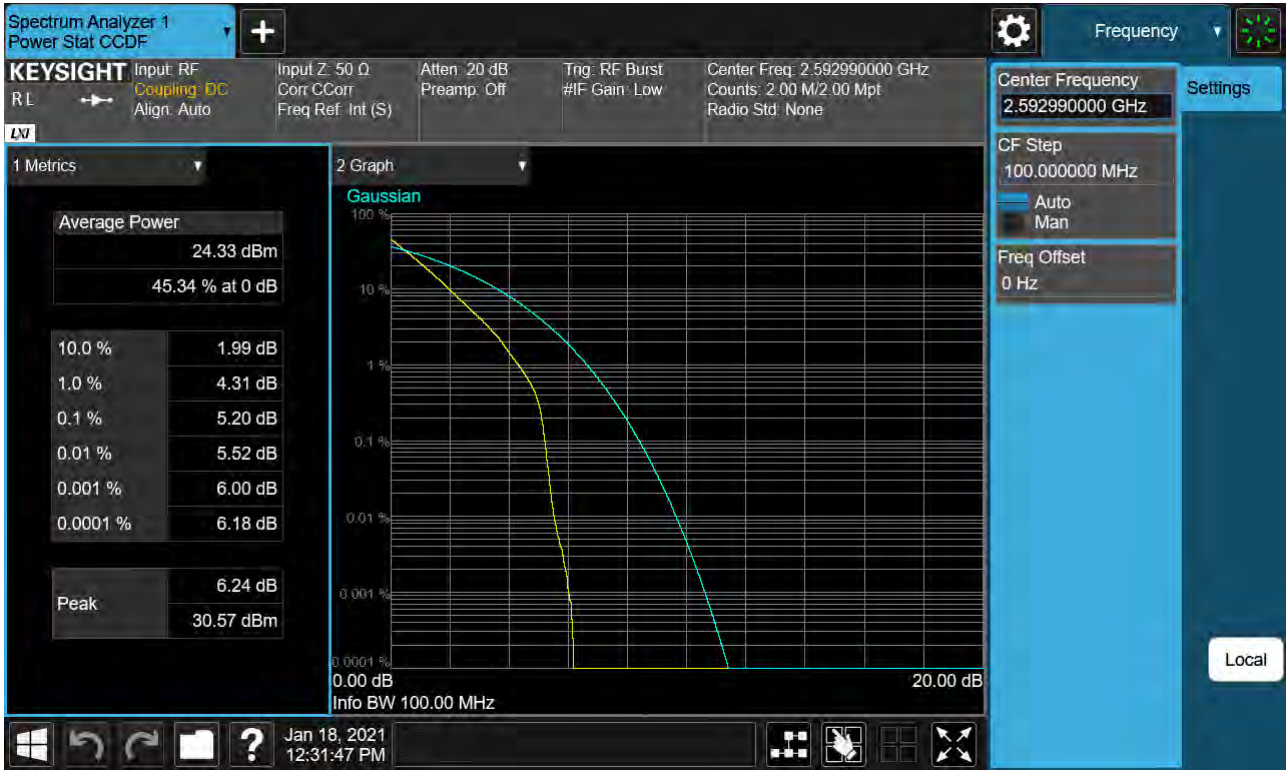 Spectrum Analyzer 1
Power Stat CCDF
Frequency
KEYSIGHT
R L
LXI
Input: RF
Coupling: DC
Align: Auto
Input Z: 50 Ω
Corr CCorr
Freq Ref: Int (S)
Atten: 20 dB
Preamp: Off
Trig: RF Burst
#IF Gain: Low
Center Freq: 2.592990000 GHz
Counts: 2.00 M/2.00 Mpt
Radio Std: None
Center Frequency
2.592990000 GHz
Settings
CF Step
100.000000 MHz
Auto
Man
Freq Offset
0 Hz
Local
1 Metrics
Average Power
24.33 dBm
45.34 % at 0 dB
10.0 % 1.99 dB
1.0 % 4.31 dB
0.1 % 5.20 dB
0.01 % 5.52 dB
0.001 % 6.00 dB
0.0001 % 6.18 dB
Peak
6.24 dB
30.57 dBm
2 Graph
Gaussian
100 %
10 %
1 %
0.1 %
0.01 %
0.001 %
0.0001 %
0.00 dB 20.00 dB
Info BW 100.00 MHz
?
Jan 18, 2021
12:31:47 PM